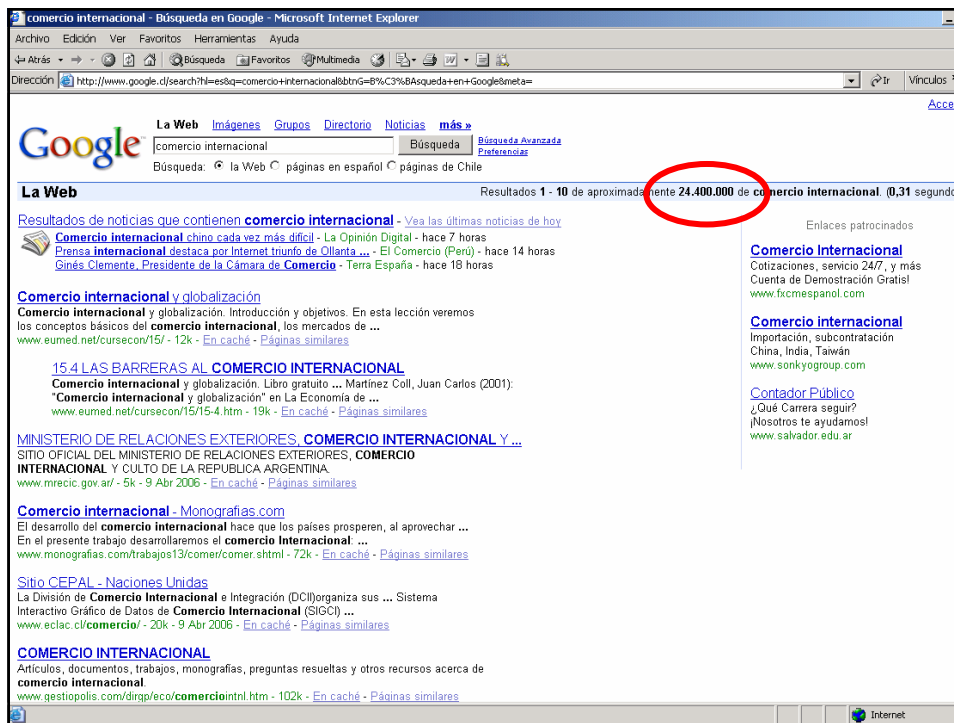 comercio internacional - Búsqueda en Google - Microsoft Internet Explorer
Archivo Edición Ver Favoritos Herramientas Ayuda
Atrás Búsqueda Favoritos Multimedia
Dirección http://www.google.cl/search?hl=es&q=comercio+internacional&btnG=B%C3%BAsqueda+en+Google&meta= Ir Vínculos
Acce
Google
La Web Imágenes Grupos Directorio Noticias más »
comercio internacional Búsqueda Búsqueda Avanzada
Preferencias
Búsqueda: la Web páginas en español páginas de Chile
La Web Resultados 1 - 10 de aproximadamente 24.400.000 de comercio internacional. (0,31 segundo
Resultados de noticias que contienen comercio internacional - Vea las últimas noticias de hoy
Comercio internacional chino cada vez más difícil - La Opinión Digital - hace 7 horas
Prensa internacional destaca por Internet triunfo de Ollanta ... - El Comercio (Perú) - hace 14 horas
Ginés Clemente, Presidente de la Cámara de Comercio - Terra España - hace 18 horas
Comercio internacional y globalización
Comercio internacional y globalización. Introducción y objetivos. En esta lección veremos
los conceptos básicos del comercio internacional, los mercados de ...
www.eumed.net/cursecon/15/ - 12k - En caché - Páginas similares
15.4 LAS BARRERAS AL COMERCIO INTERNACIONAL
Comercio internacional y globalización. Libro gratuito ... Martínez Coll, Juan Carlos (2001):
"Comercio internacional y globalización" en La Economía de ...
www.eumed.net/cursecon/15/15-4.htm - 19k - En caché - Páginas similares
MINISTERIO DE RELACIONES EXTERIORES, COMERCIO INTERNACIONAL Y ...
SITIO OFICIAL DEL MINISTERIO DE RELACIONES EXTERIORES, COMERCIO
INTERNACIONAL Y CULTO DE LA REPUBLICA ARGENTINA.
www.mrecic.gov.ar/ - 5k - 9 Abr 2006 - En caché - Páginas similares
Comercio internacional - Monografias.com
El desarrollo del comercio internacional hace que los países prosperen, al aprovechar ...
En el presente trabajo desarrollaremos el comercio Internacional: ...
www.monografias.com/trabajos13/comer/comer.shtml - 72k - En caché - Páginas similares
Sitio CEPAL - Naciones Unidas
La División de Comercio Internacional e Integración (DCII)organiza sus ... Sistema
Interactivo Gráfico de Datos de Comercio Internacional (SIGCI) ...
www.eclac.cl/comercio/ - 20k - 9 Abr 2006 - En caché - Páginas similares
COMERCIO INTERNACIONAL
Artículos, documentos, trabajos, monografías, preguntas resueltas y otros recursos acerca de
comercio internacional.
www.gestiopolis.com/dirgp/eco/comerciointnl.htm - 102k - En caché - Páginas similares
Enlaces patrocinados
Comercio Internacional
Cotizaciones, servicio 24/7, y más
Cuenta de Demostración Gratis!
www.fxcmespanol.com
Comercio internacional
Importación, subcontratación
China, India, Taiwán
www.sonkyogroup.com
Contador Público
¿Qué Carrera seguir?
¡Nosotros te ayudamos!
www.salvador.edu.ar
Internet